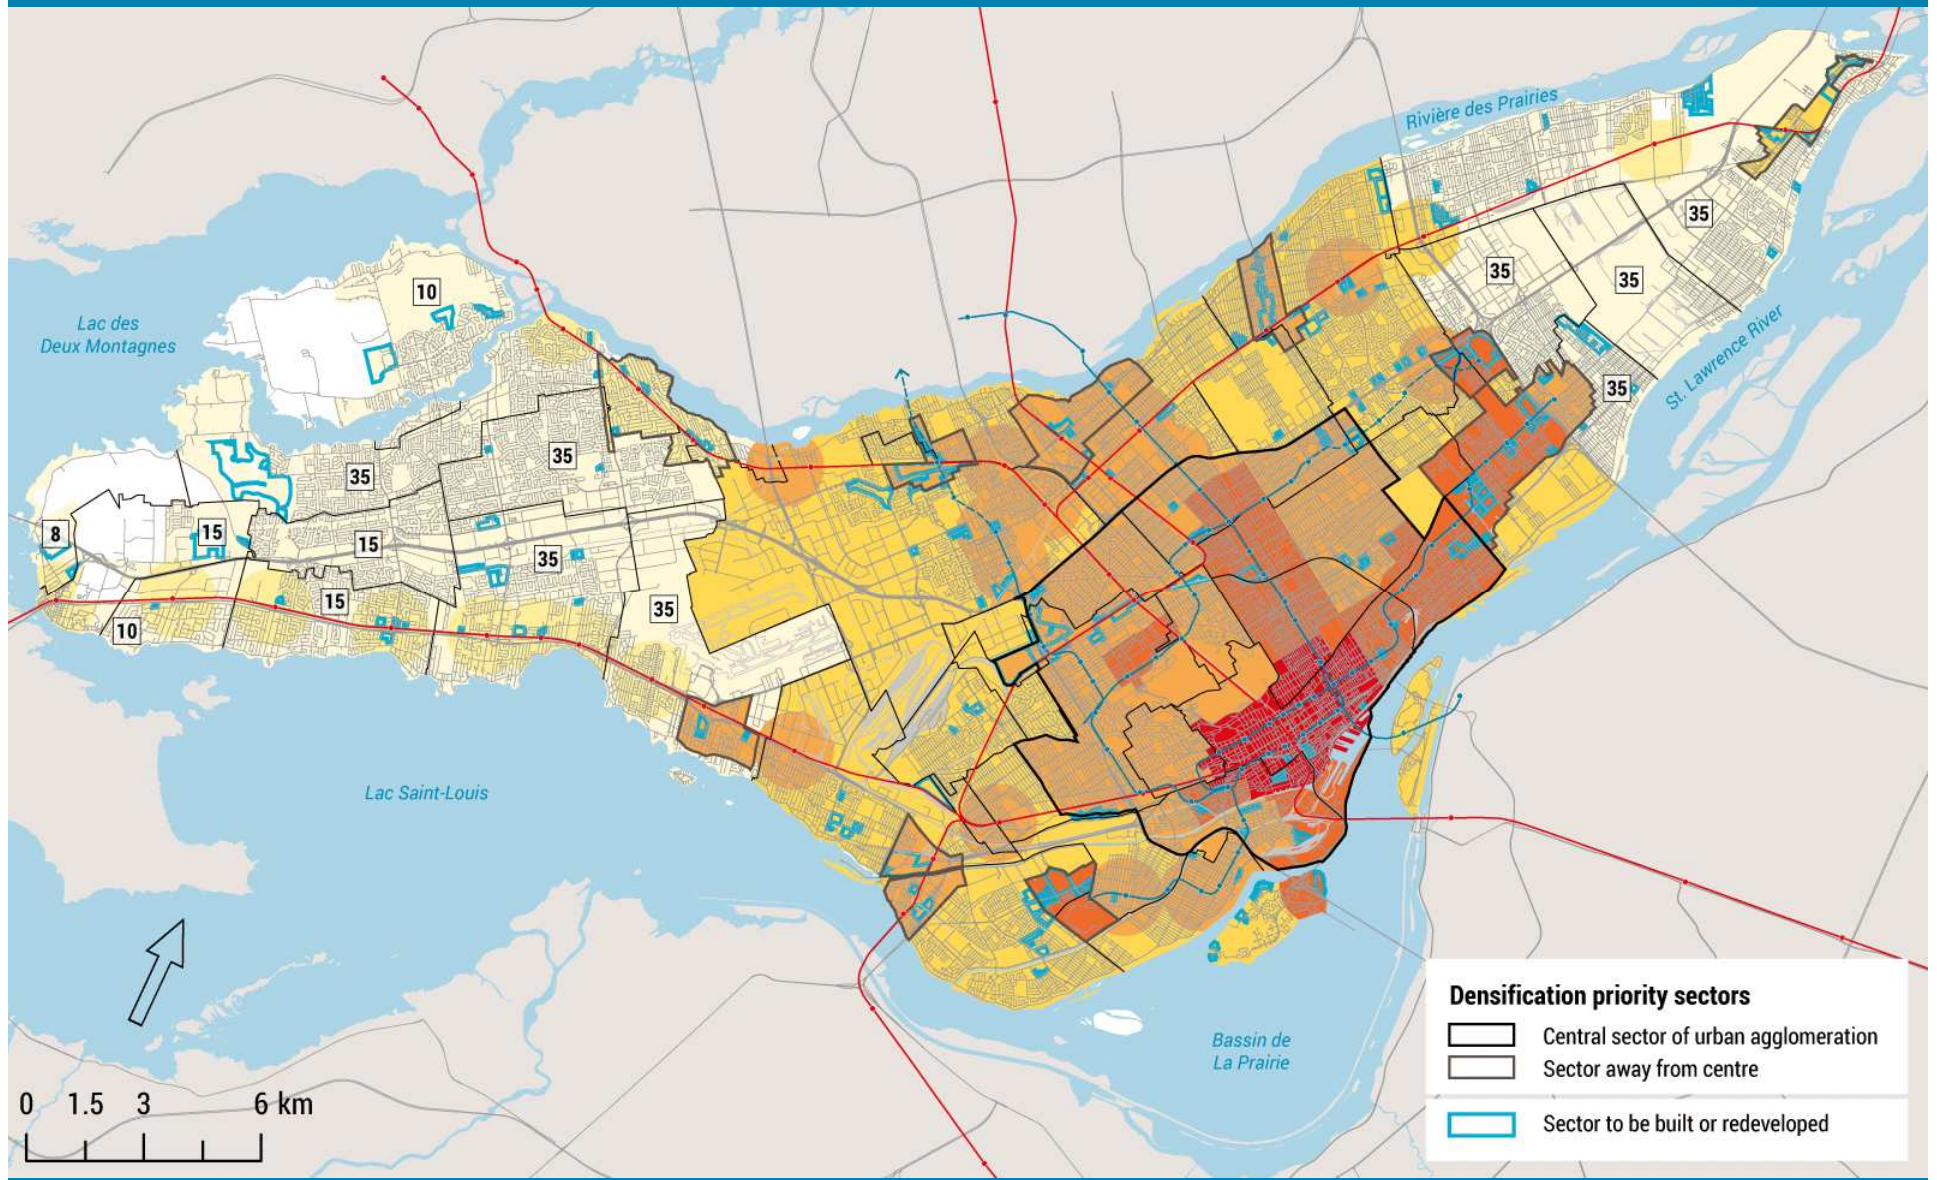 Rivière des Prairies
35
35
35
10
Lac des
Deux Montagnes
St. Lawrence River
35
35
35
8
15
15
35
15
35
10
Lac Saint-Louis
Densification priority sectors
Central sector of urban agglomeration
Sector away from centre
Sector to be built or redeveloped
Bassin de
La Prairie
0 1.5 3 6 km